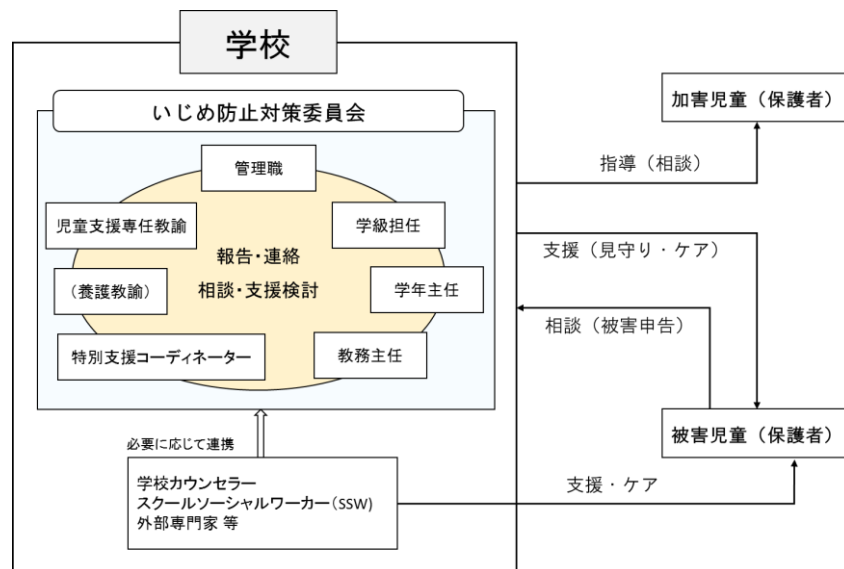 学校
いじめ防止対策委員会
管理職
児童支援専任教諭
学級担任
報告・連絡
相談・支援検討
（養護教諭）
学年主任
特別支援コーディネーター
教務主任
必要に応じて連携
学校カウンセラー
スクールソーシャルワーカー（SSW）
外部専門家 等
加害児童（保護者）
指導（相談）
支援（見守り・ケア）
相談（被害申告）
被害児童（保護者）
支援・ケア